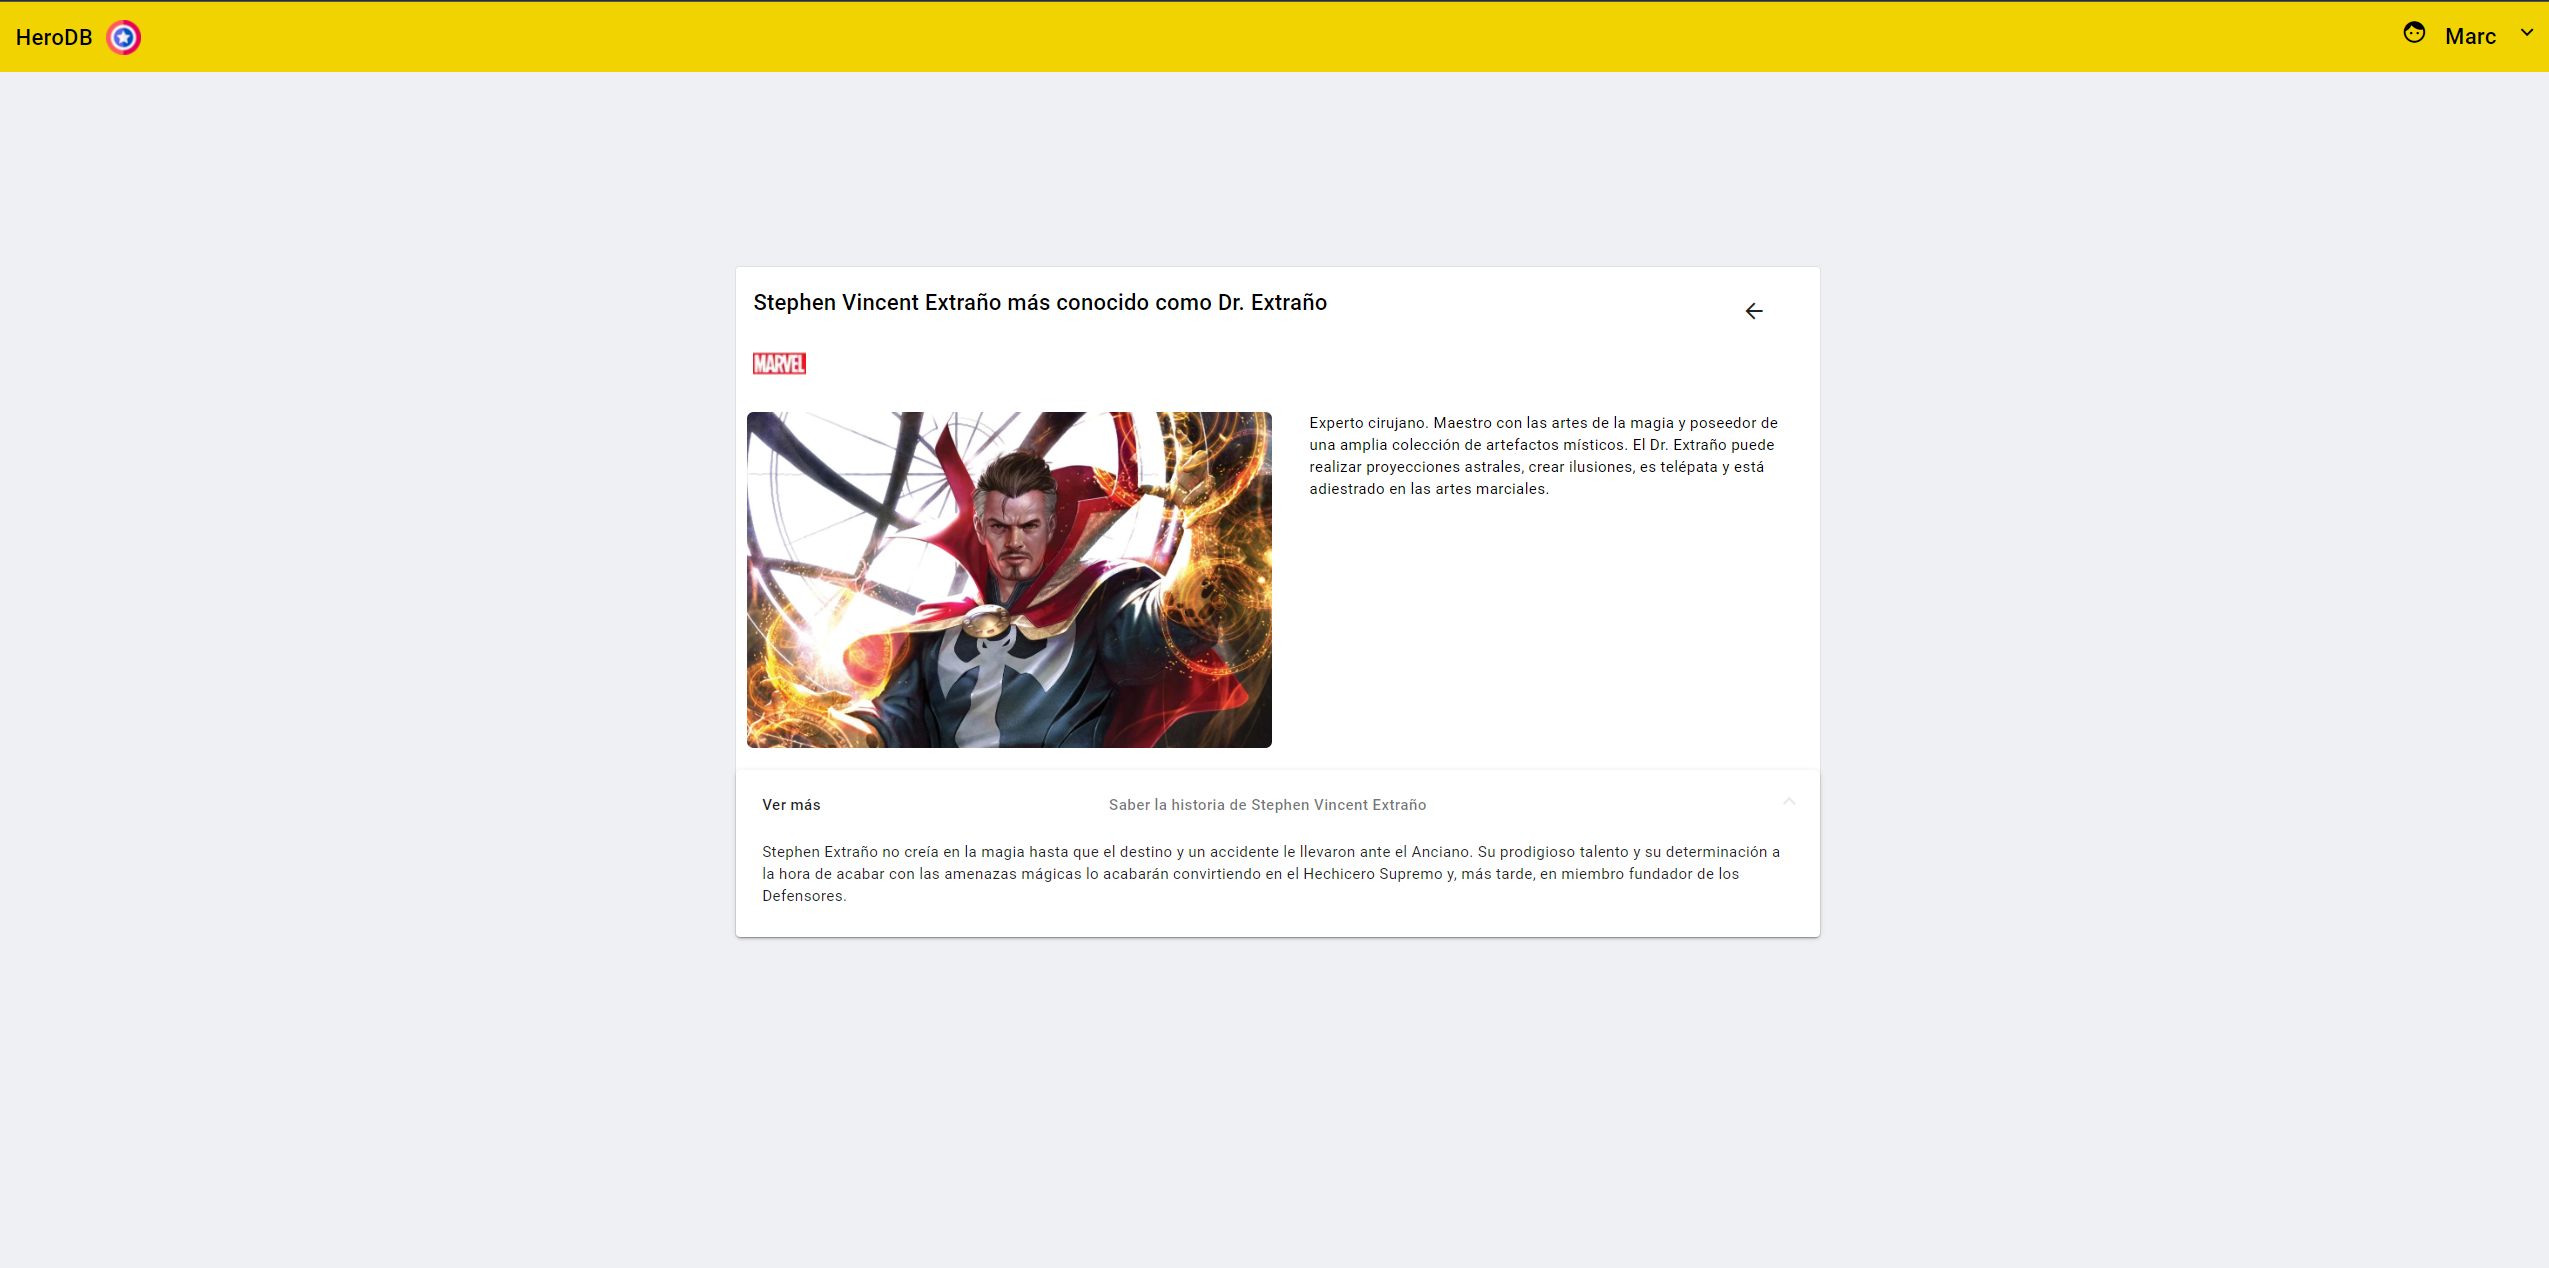 HeroDB
Marc
Stephen Vincent Extraño más conocido como Dr. Extraño
MARVEL
Experto cirujano. Maestro con las artes de la magia y poseedor de
una amplia colección de artefactos místicos. El Dr. Extraño puede
realizar proyecciones astrales, crear ilusiones, es telépata y está
adiestrado en las artes marciales.
Ver más
Saber la historia de Stephen Vincent Extraño
Stephen Extraño no creía en la magia hasta que el destino y un accidente le llevaron ante el Anciano. Su prodigioso talento y su determinación a
la hora de acabar con las amenazas mágicas lo acabarán convirtiendo en el Hechicero Supremo y, más tarde, en miembro fundador de los
Defensores.